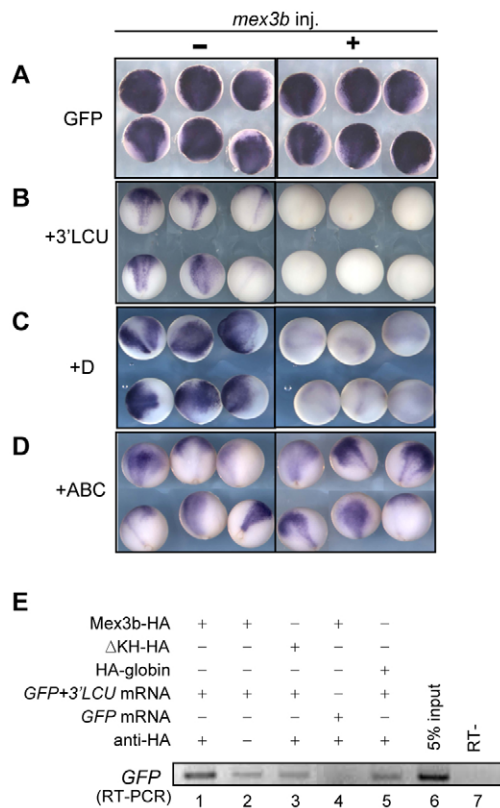 mex3b inj.
– +
A
GFP
B
+3'LCU
C
+D
D
+ABC
E
Mex3b-HA + + – + –
ΔKH-HA – – + – –
HA-globin – – – – +
GFP+3'LCU mRNA + + + – +
GFP mRNA – – – + –
anti-HA + – + + +
5% input
RT-
GFP
(RT-PCR) 1 2 3 4 5 6 7